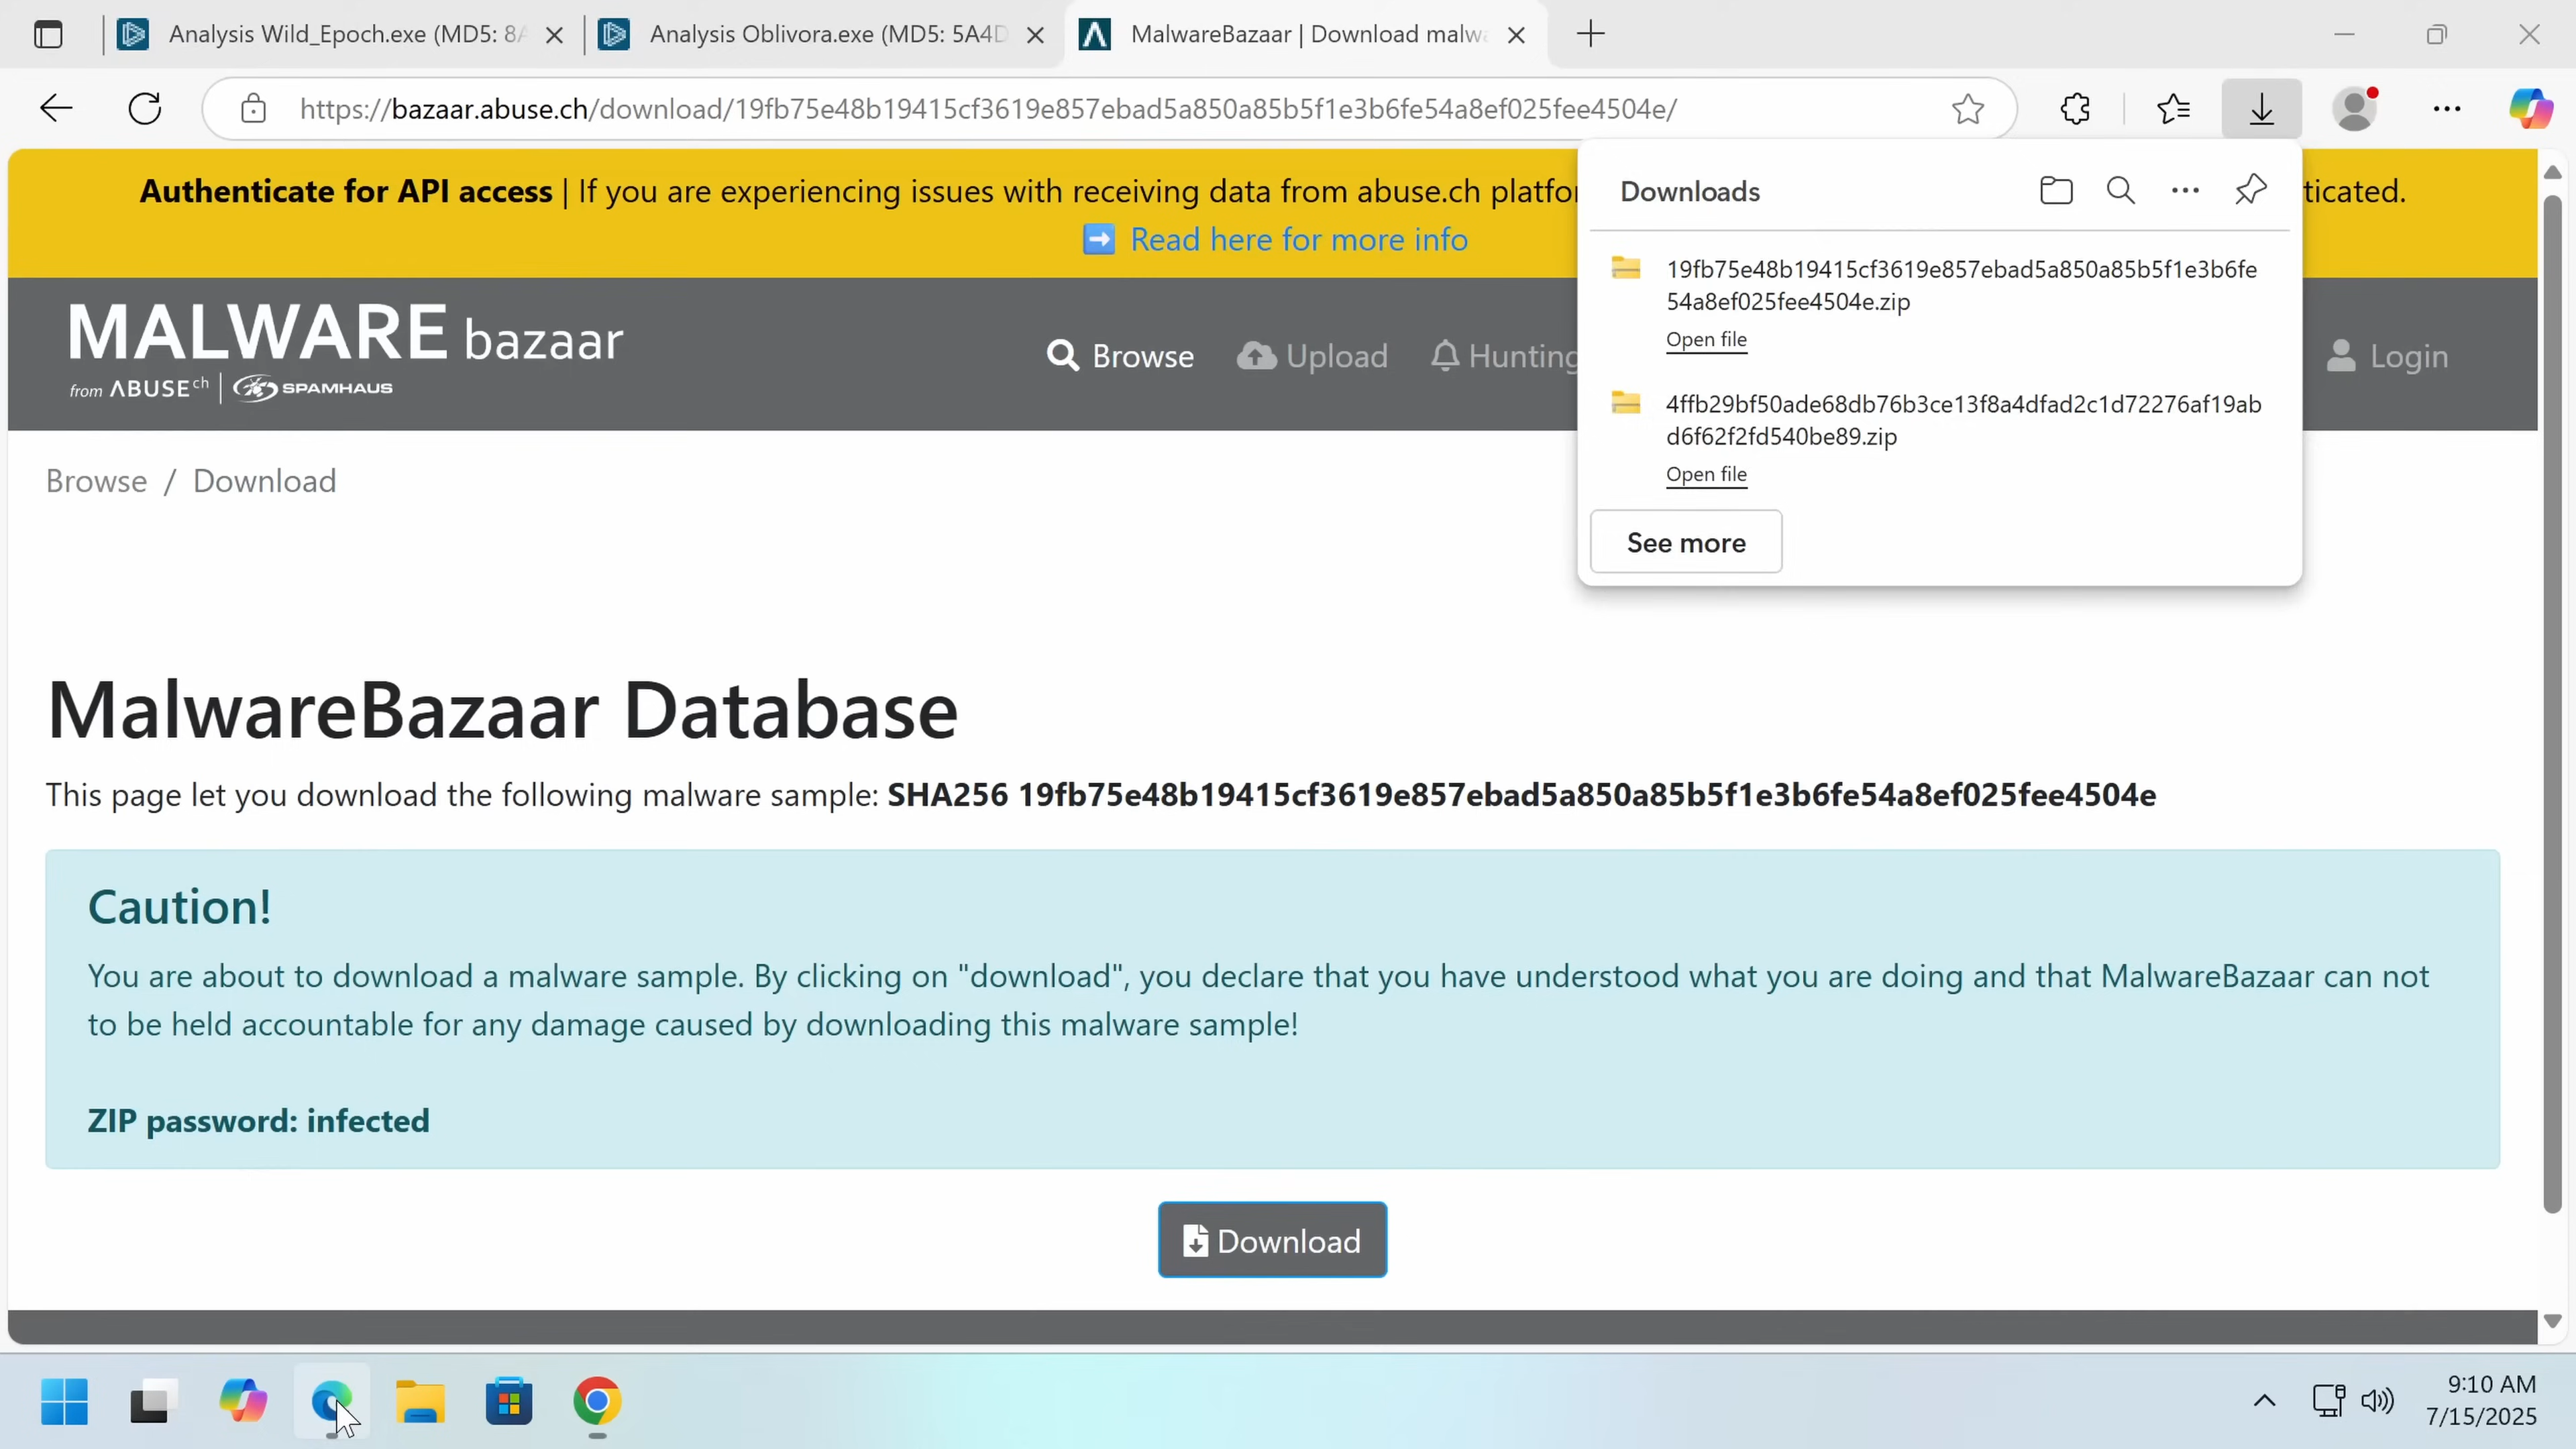 Analysis Wild_Epoch.exe (MD5: 8A
Analysis Oblivora.exe (MD5: 5A4D
MalwareBazaar | Download malwa
https://bazaar.abuse.ch/download/19fb75e48b19415cf3619e857ebad5a850a85b5f1e3b6fe54a8ef025fee4504e/
Authenticate for API access | If you are experiencing issues with receiving data from abuse.ch platfor
ticated.
Read here for more info
Downloads
19fb75e48b19415cf3619e857ebad5a850a85b5f1e3b6fe
54a8ef025fee4504e.zip
Open file
4ffb29bf50ade68db76b3ce13f8a4dfad2c1d72276af19ab
d6f62f2fd540be89.zip
Open file
See more
MALWARE bazaar
from ABUSE ch | SPAMHAUS
Browse
Upload
Hunting
Login
Browse / Download
MalwareBazaar Database
This page let you download the following malware sample: SHA256 19fb75e48b19415cf3619e857ebad5a850a85b5f1e3b6fe54a8ef025fee4504e
Caution!
You are about to download a malware sample. By clicking on "download", you declare that you have understood what you are doing and that MalwareBazaar can not
to be held accountable for any damage caused by downloading this malware sample!
ZIP password: infected
Download
9:10 AM
7/15/2025